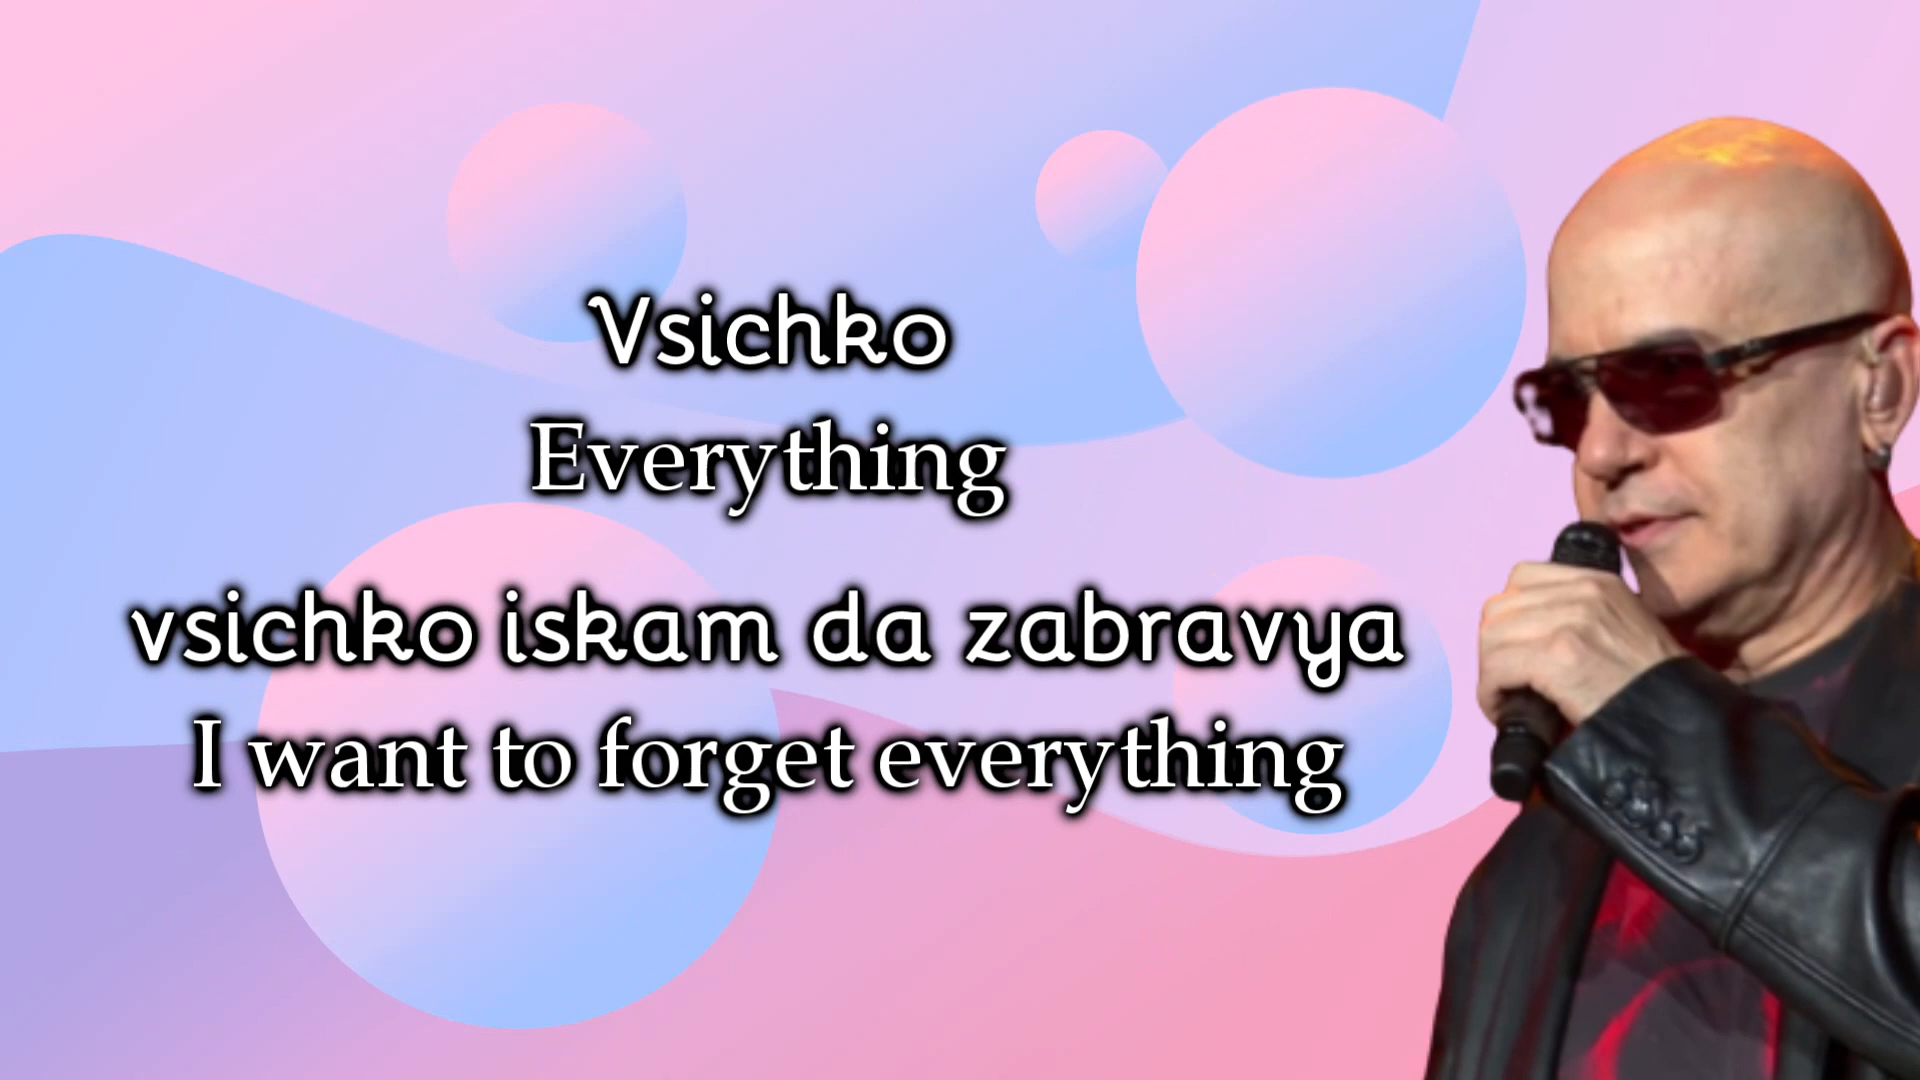 Vsichko
Everything
vsichko iskam da zabravya
I want to forget everything